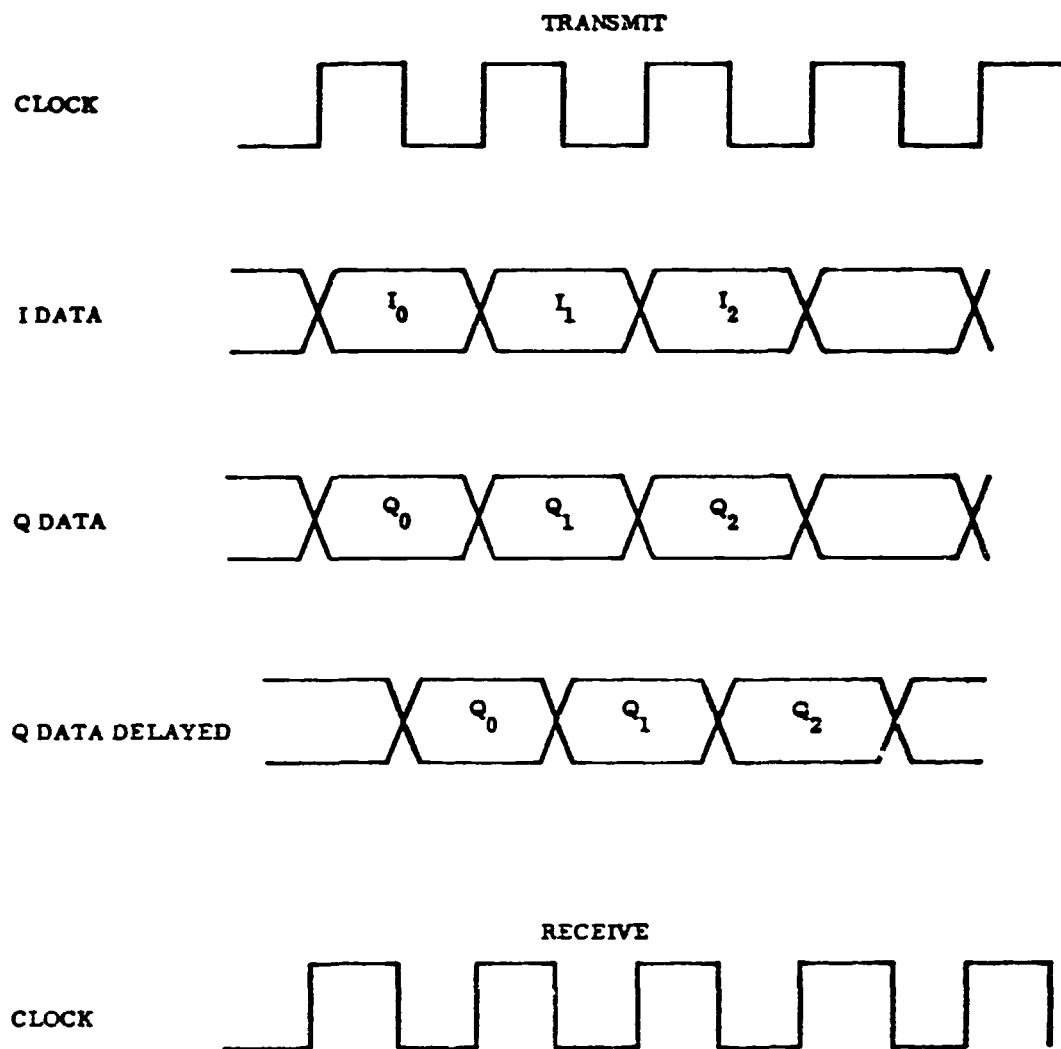 TRANSMIT
CLOCK
I DATA
I0 I1 I2
Q DATA
Q0 Q1 Q2
Q DATA DELAYED
Q0 Q1 Q2
RECEIVE
CLOCK